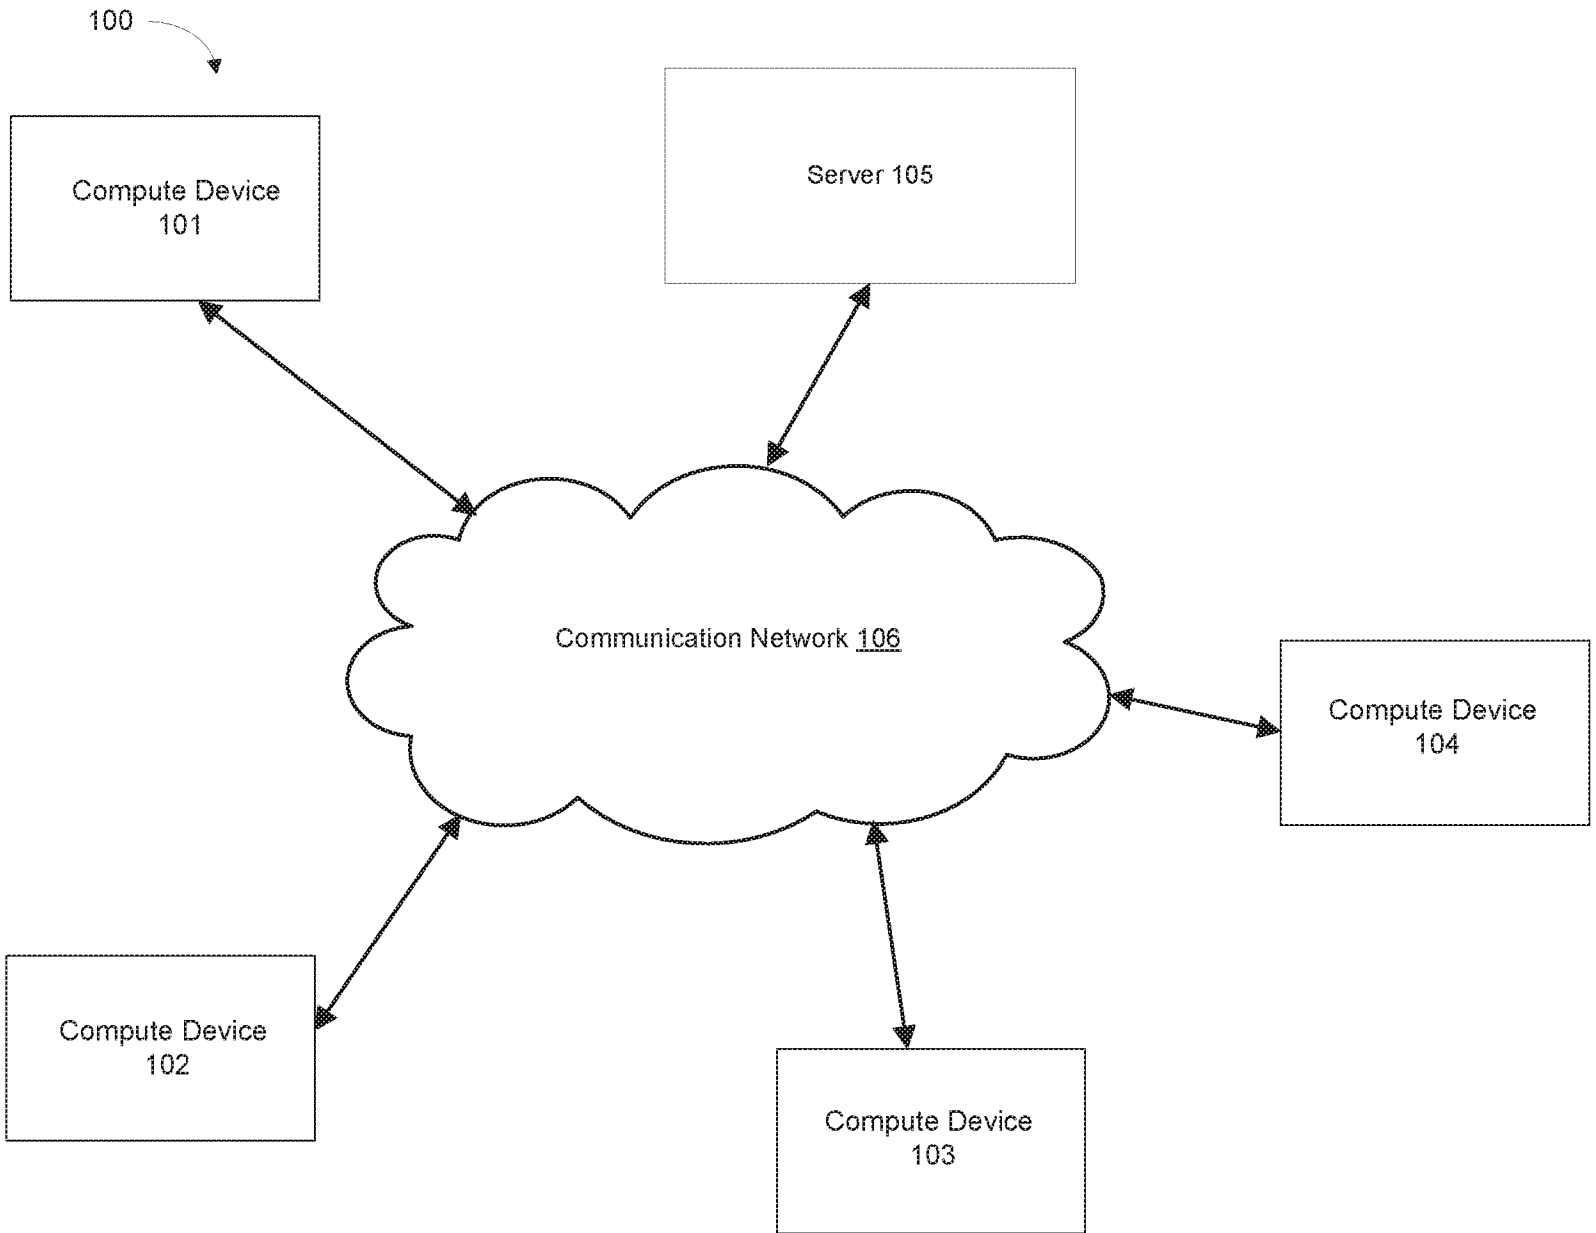 100
Compute Device
101
Server 105
Communication Network 106
Compute Device
104
Compute Device
102
Compute Device
103